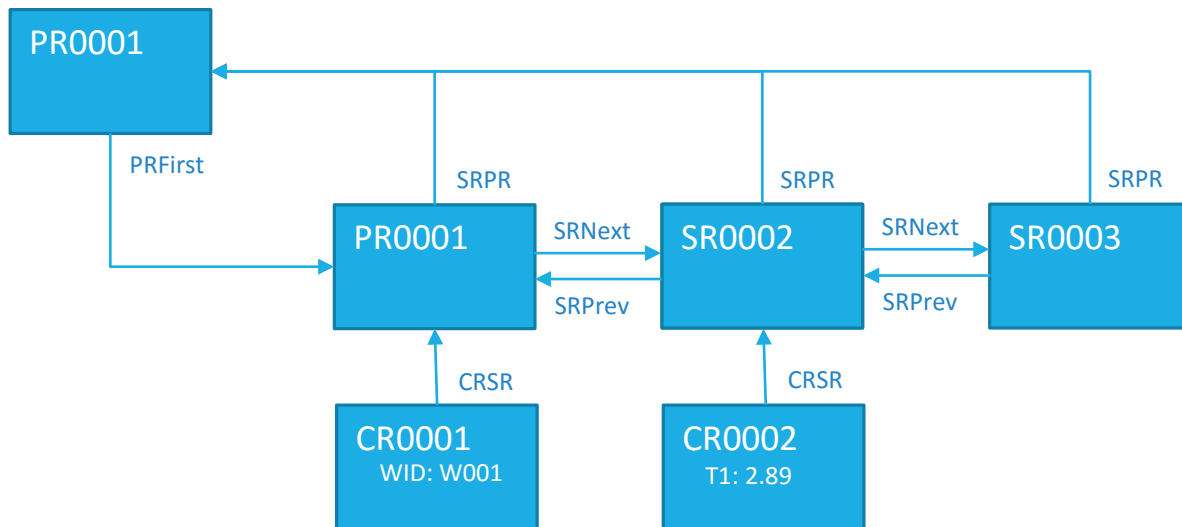 PR0001
PRFirst
SRPR
SRPR
SRPR
PR0001
SRNext
SR0002
SRNext
SR0003
SRPrev
SRPrev
CRSR
CRSR
CR0001
WID: W001
CR0002
T1: 2.89